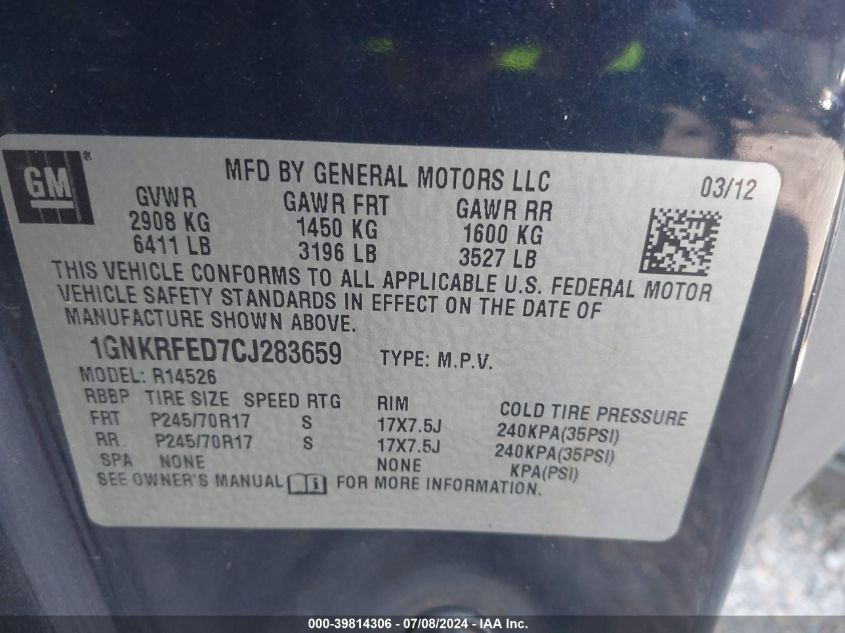 GM®
MFD BY GENERAL MOTORS LLC
03/12
GVWR GAWR FRT GAWR RR
2908 KG 1450 KG 1600 KG
6411 LB 3196 LB 3527 LB
THIS VEHICLE CONFORMS TO ALL APPLICABLE U.S. FEDERAL MOTOR
VEHICLE SAFETY STANDARDS IN EFFECT ON THE DATE OF
MANUFACTURE SHOWN ABOVE.
1GNKRFED7CJ283659 TYPE: M.P.V.
MODEL: R14526
RBBP TIRE SIZE SPEED RTG RIM COLD TIRE PRESSURE
FRT P245/70R17 S 17X7.5J 240KPA(35PSI)
RR P245/70R17 S 17X7.5J 240KPA(35PSI)
SPA NONE NONE KPA(PSI)
SEE OWNER'S MANUAL FOR MORE INFORMATION.
000-39814306 - 07/08/2024 - IAA Inc.